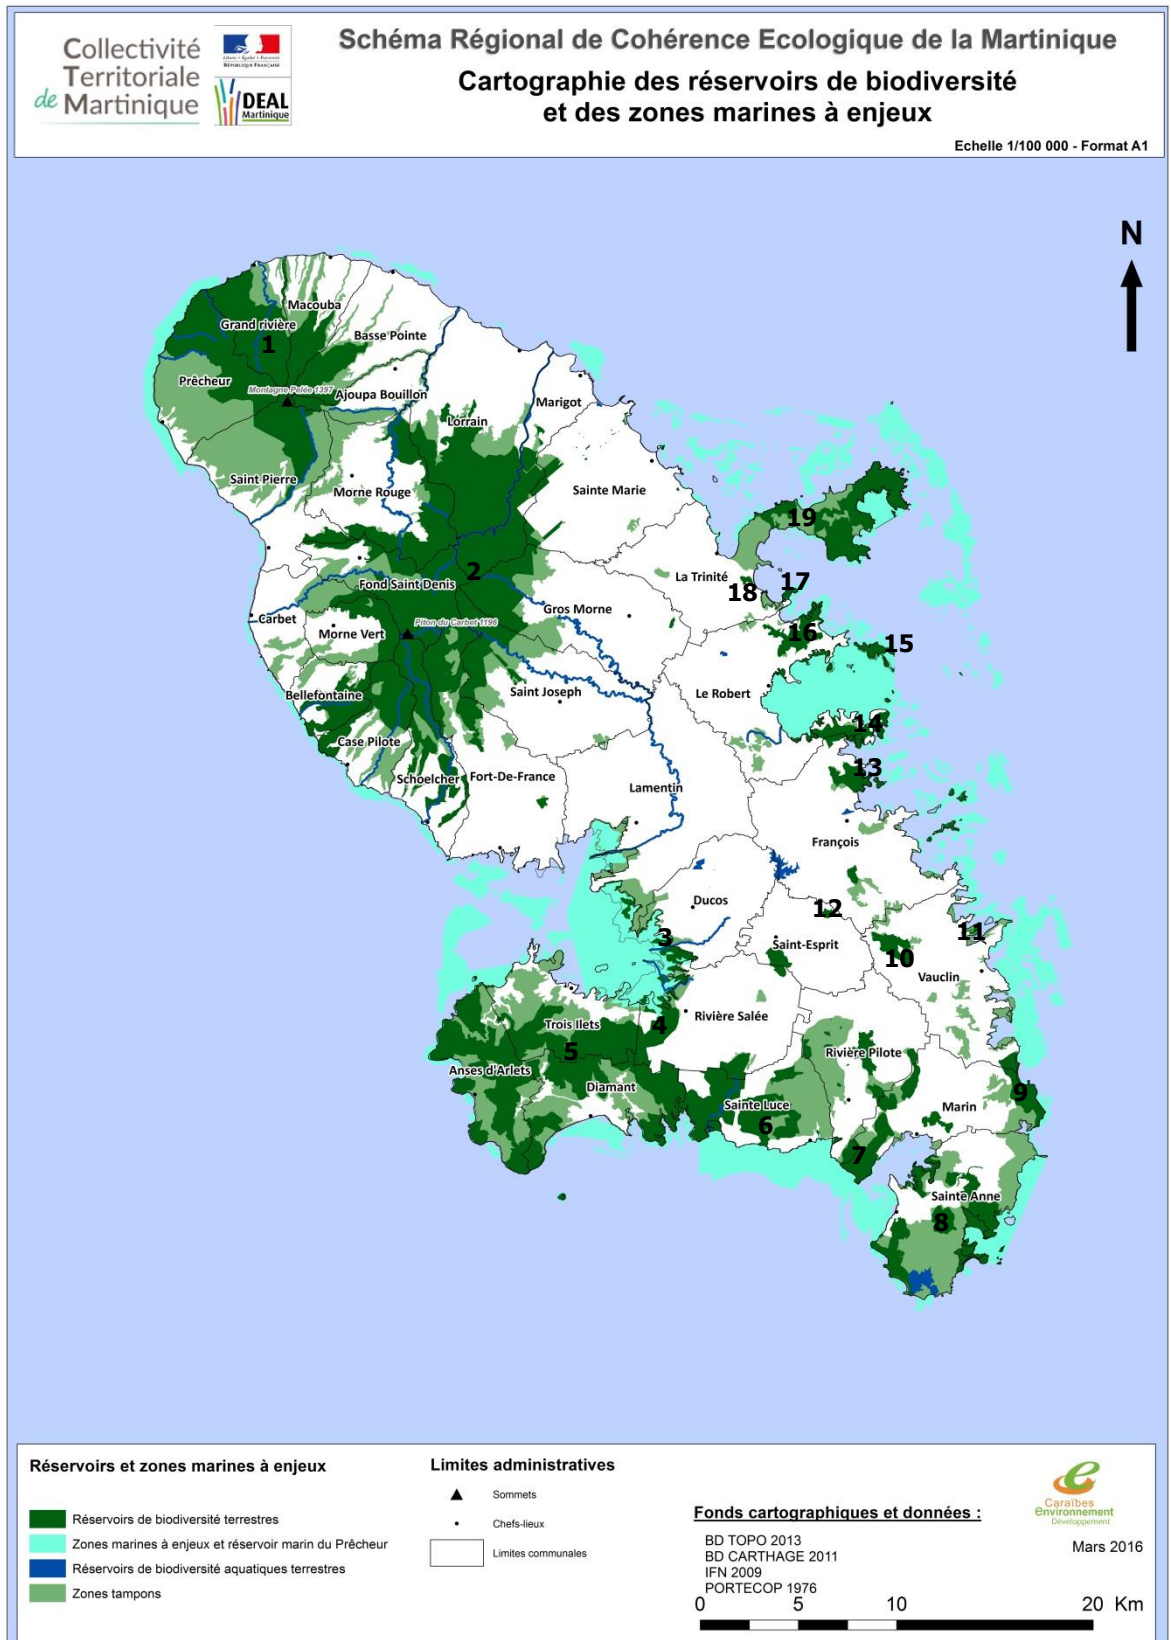 Collectivité
Territoriale
de Martinique
Liberté • Égalité • Fraternité
RÉPUBLIQUE FRANÇAISE
DEAL
Martinique
Schéma Régional de Cohérence Ecologique de la Martinique
Cartographie des réservoirs de biodiversité
et des zones marines à enjeux
Echelle 1/100 000 - Format A1
N
Macouba
Grand rivière
1
Basse Pointe
Prêcheur
Montagne Pelée 1397
Ajoupa Bouillon
Marigot
Lorrain
Saint Pierre
Morne Rouge
Sainte Marie
19
2
Fond Saint Denis
La Trinité
17
18
Gros Morne
Carbet
Piton du Carbet 1196
Morne Vert
16
15
Bellefontaine
Saint Joseph
Le Robert
14
Case Pilote
13
Schoelcher
Fort-De-France
Lamentin
François
Ducos
12
3
Saint-Esprit
11
10
Vauclin
Rivière Salée
4
Trois Ilets
5
Rivière Pilote
Anses d'Arlets
Diamant
9
Sainte Luce
Marin
6
7
Sainte Anne
8
Réservoirs et zones marines à enjeux
Réservoirs de biodiversité terrestres
Zones marines à enjeux et réservoir marin du Prêcheur
Réservoirs de biodiversité aquatiques terrestres
Zones tampons
Limites administratives
Sommets
Chefs-lieux
Limites communales
Fonds cartographiques et données :
BD TOPO 2013
BD CARTHAGE 2011
IFN 2009
PORTECOP 1976
Caraïbes
environnement
Développement
Mars 2016
0 5 10 20 Km